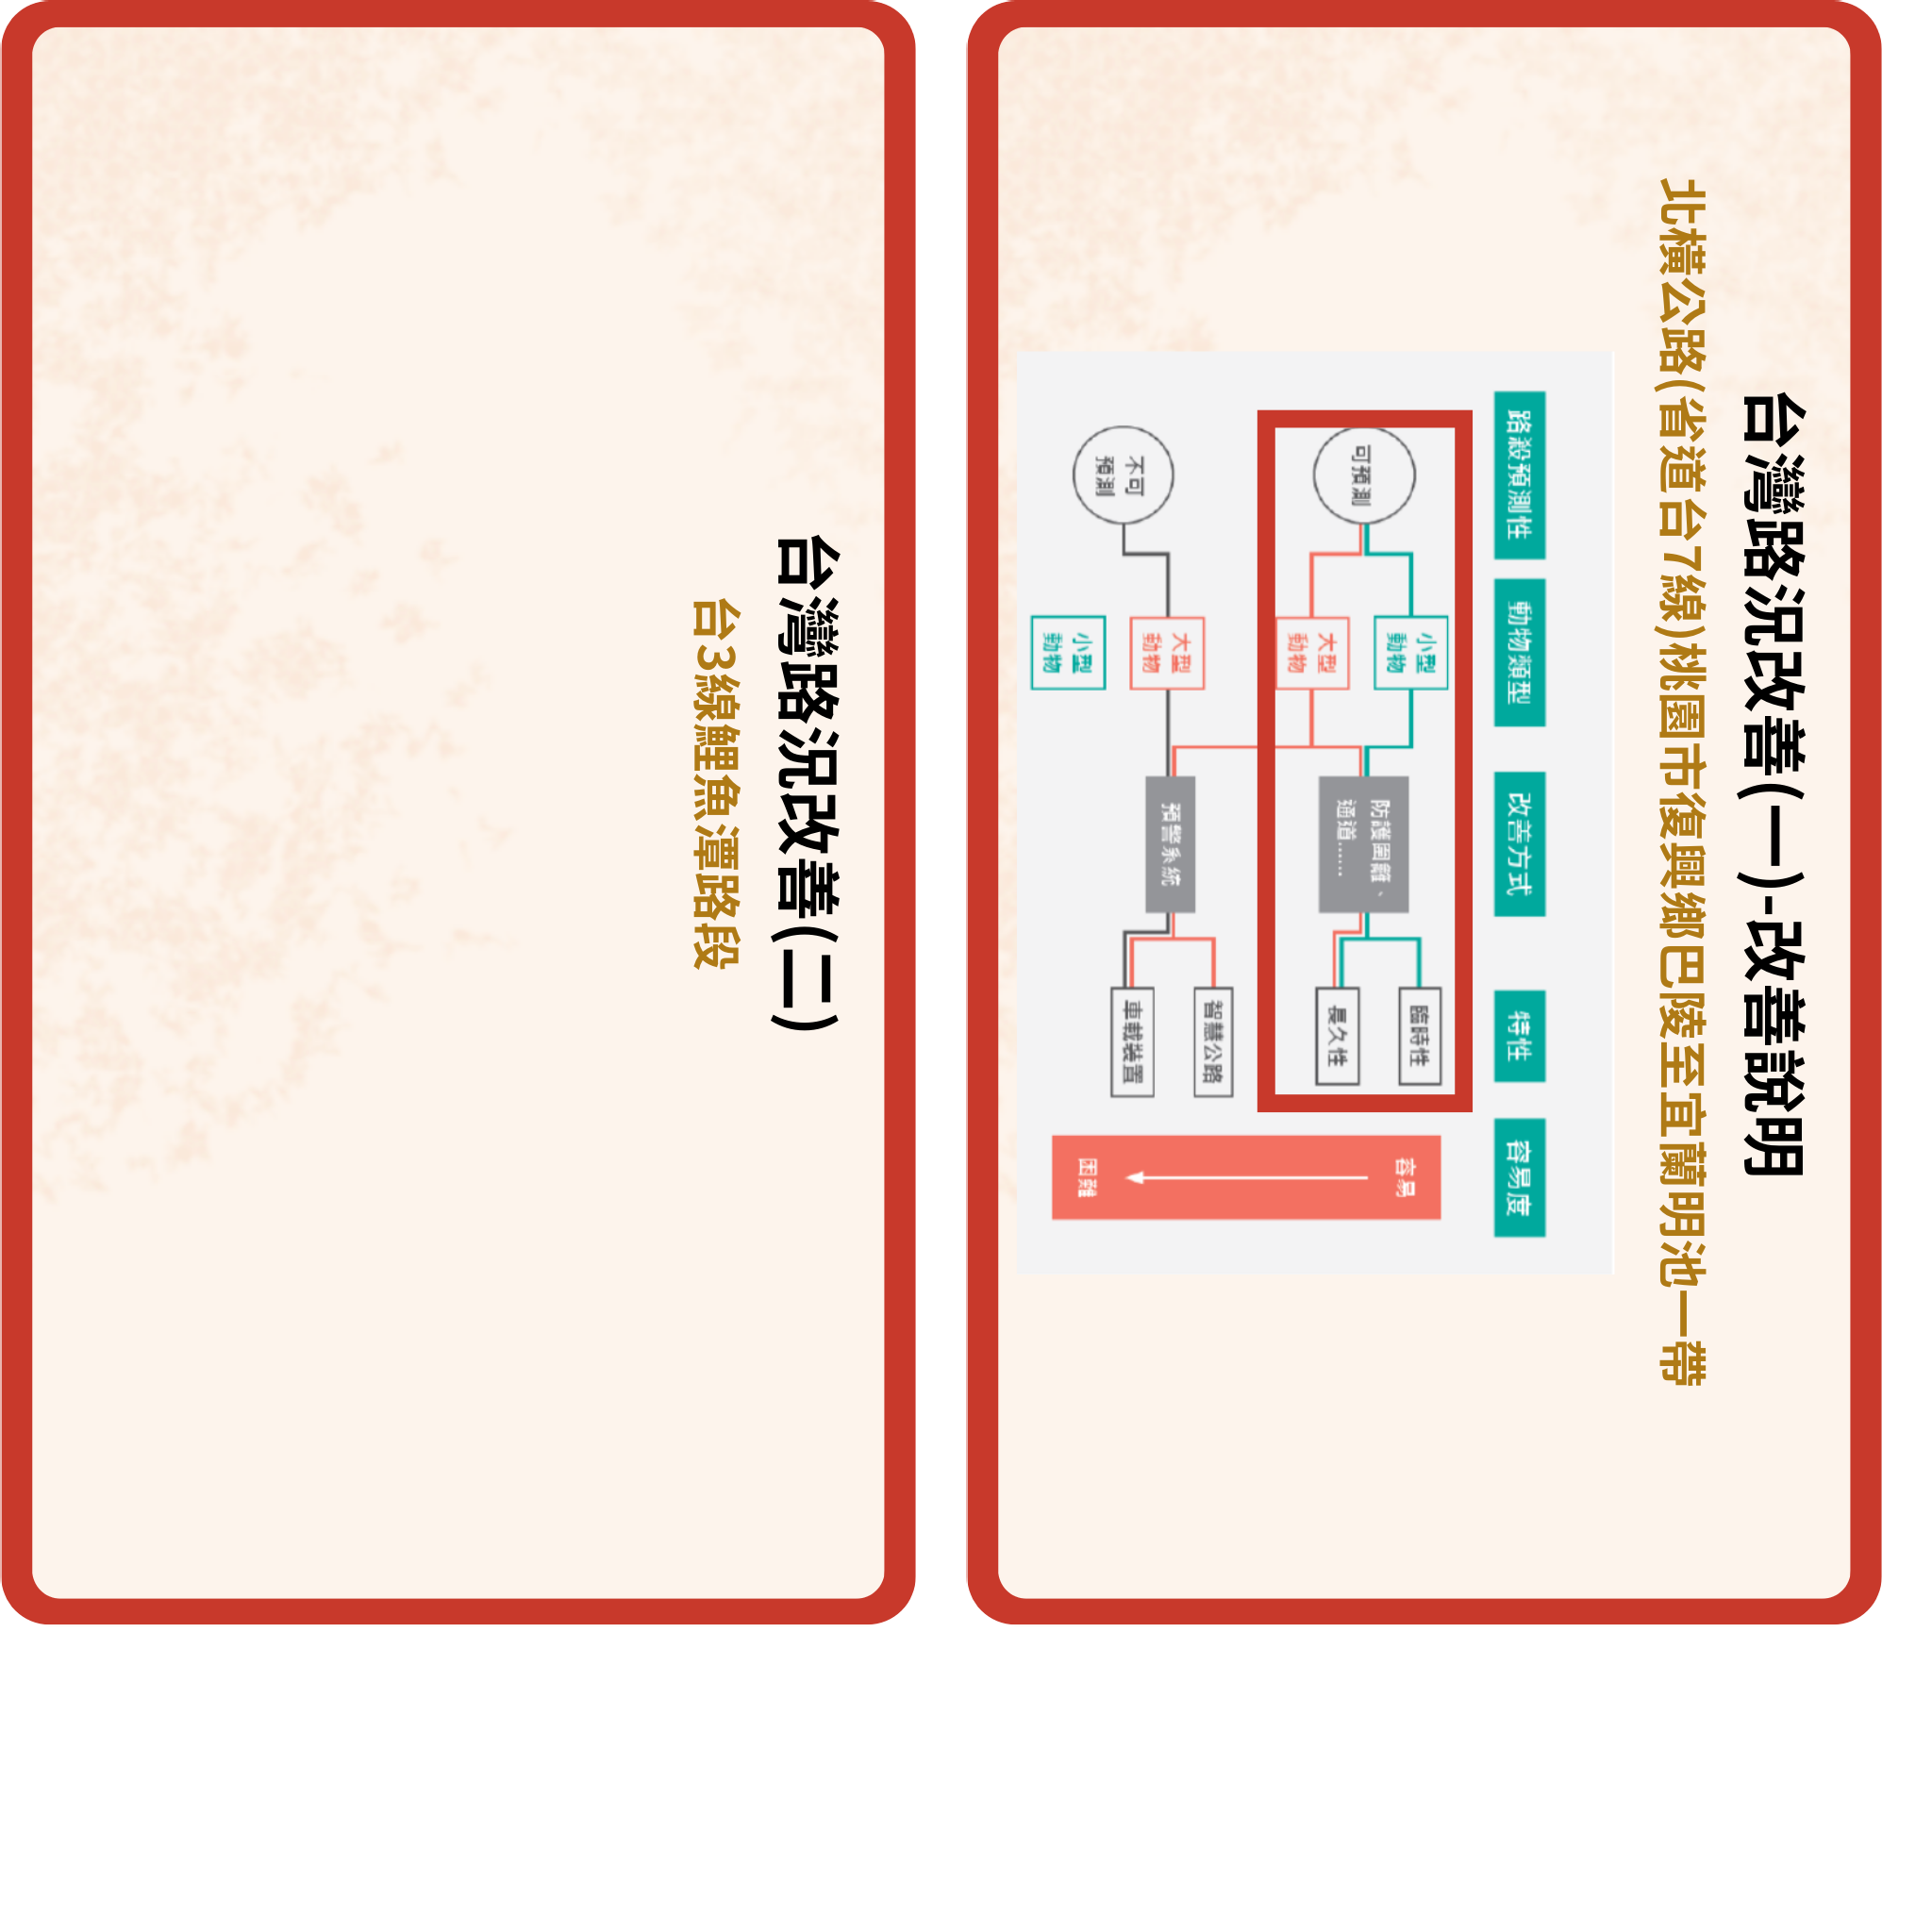 台灣路況改善(一)-改善說明
北橫公路(省道台7線)桃園市復興鄉巴陵至宜蘭明池一帶
路殺預測性
動物類型
改善方式
特性
容易度
可預測
小型
動物
大型
動物
防護圍籬、
通道……
臨時性
長久性
容易
不可
預測
大型
動物
小型
動物
預警系統
智慧公路
車載裝置
困難
台灣路況改善(二)
台3線鯉魚潭路段